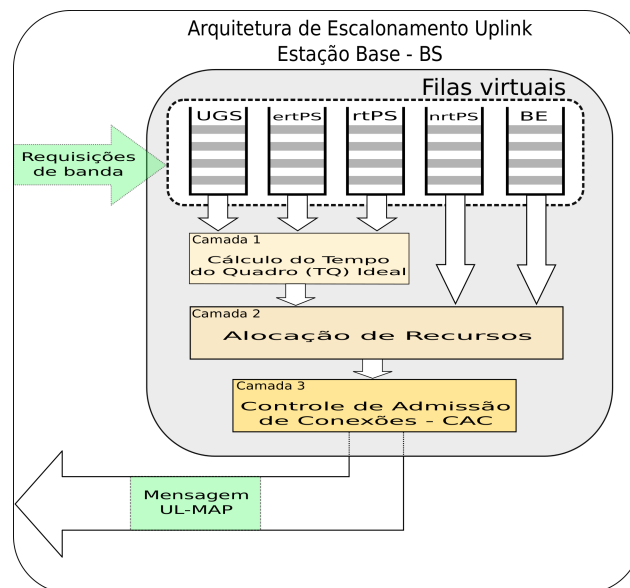 Arquitetura de Escalonamento Uplink
Estação Base - BS
Filas virtuais
UGS
ertPS
rtPS
nrtPS
BE
Requisições
de banda
Camada 1
Cálculo do Tempo
do Quadro (TQ) Ideal
Camada 2
Alocação de Recursos
Camada 3
Controle de Admissão
de Conexões - CAC
Mensagem
UL-MAP